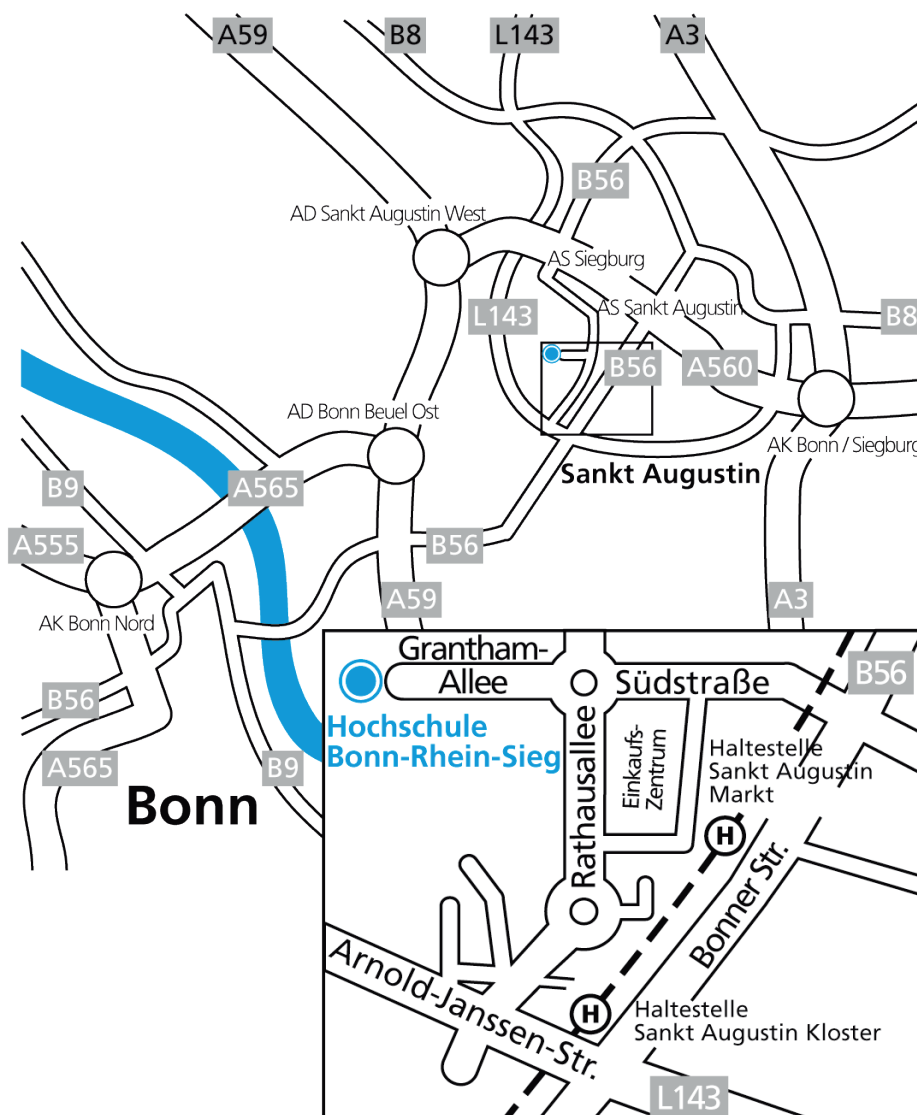 A59
B8
L143
A3
B56
AD Sankt Augustin West
AS Siegburg
AS Sankt Augustin
L143
B8
B56
A560
AD Bonn Beuel Ost
AK Bonn / Siegburg
Sankt Augustin
B9
A565
A555
B56
A59
A3
AK Bonn Nord
B56
A565
B9
Bonn
Grantham-
Allee
Südstraße
B56
Hochschule
Bonn-Rhein-Sieg
Rathausallee
Einkaufs-
Zentrum
Haltestelle
Sankt Augustin
Markt
H
Bonner Str.
Arnold-Janssen-Str.
H
Haltestelle
Sankt Augustin Kloster
L143